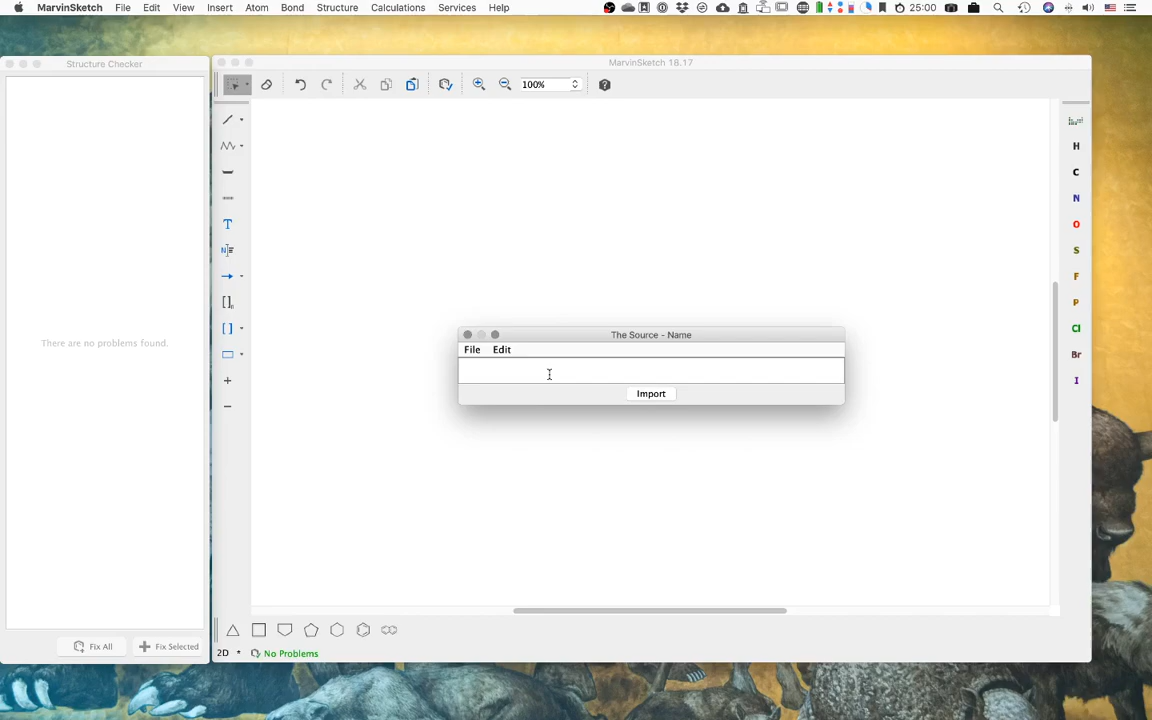 MarvinSketch File Edit View Insert Atom Bond Structure Calculations Services Help 25:00
Structure Checker
MarvinSketch 18.17
100%
H
C
N
O
S
F
P
Cl
Br
I
T
There are no problems found.
The Source - Name
File Edit
Import
Fix All Fix Selected
2D * No Problems